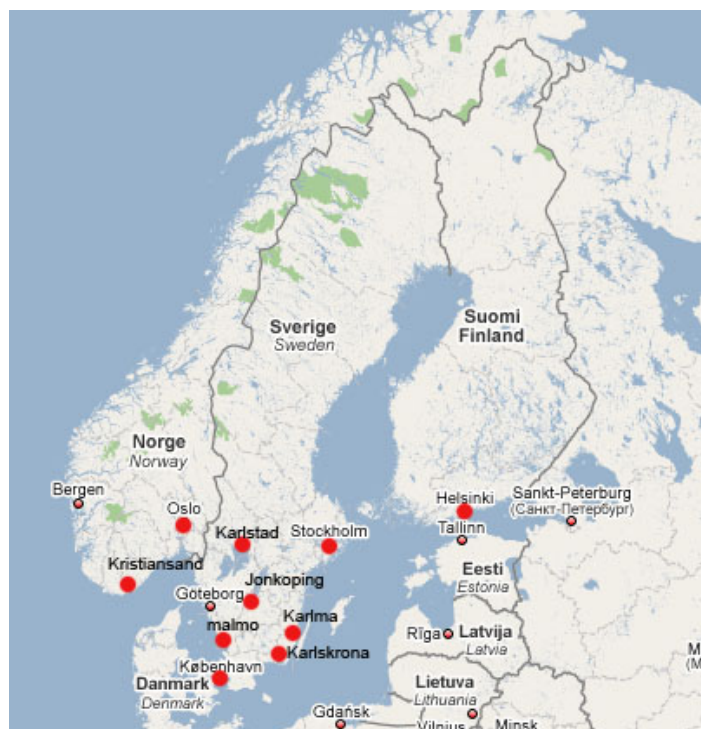 Sverige
Sweden
Suomi
Finland
Norge
Norway
Bergen
Oslo
Karlstad
Stockholm
Helsinki
Tallinn
Sankt-Peterburg
(Санкт-Петербург)
Kristiansand
Göteborg
Jonkoping
Eesti
Estonia
malmo
Karlma
Karlskrona
Rīga
Latvija
Latvia
København
Danmark
Denmark
Lietuva
Lithuania
Gdańsk
Vilnius
Minsk
M
(M